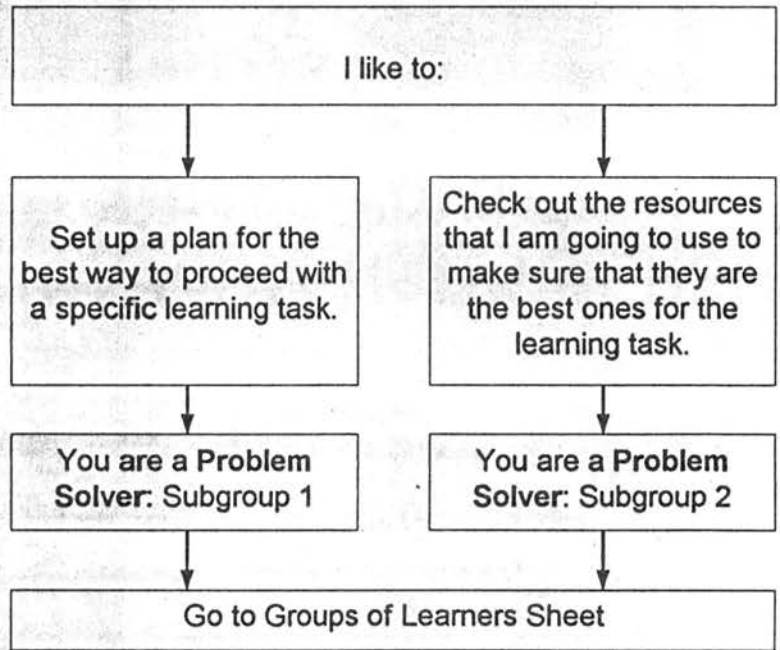 I like to:
Set up a plan for the
best way to proceed with
a specific learning task.
Check out the resources
that I am going to use to
make sure that they are
the best ones for the
learning task.
You are a Problem
Solver: Subgroup 1
You are a Problem
Solver: Subgroup 2
Go to Groups of Learners Sheet